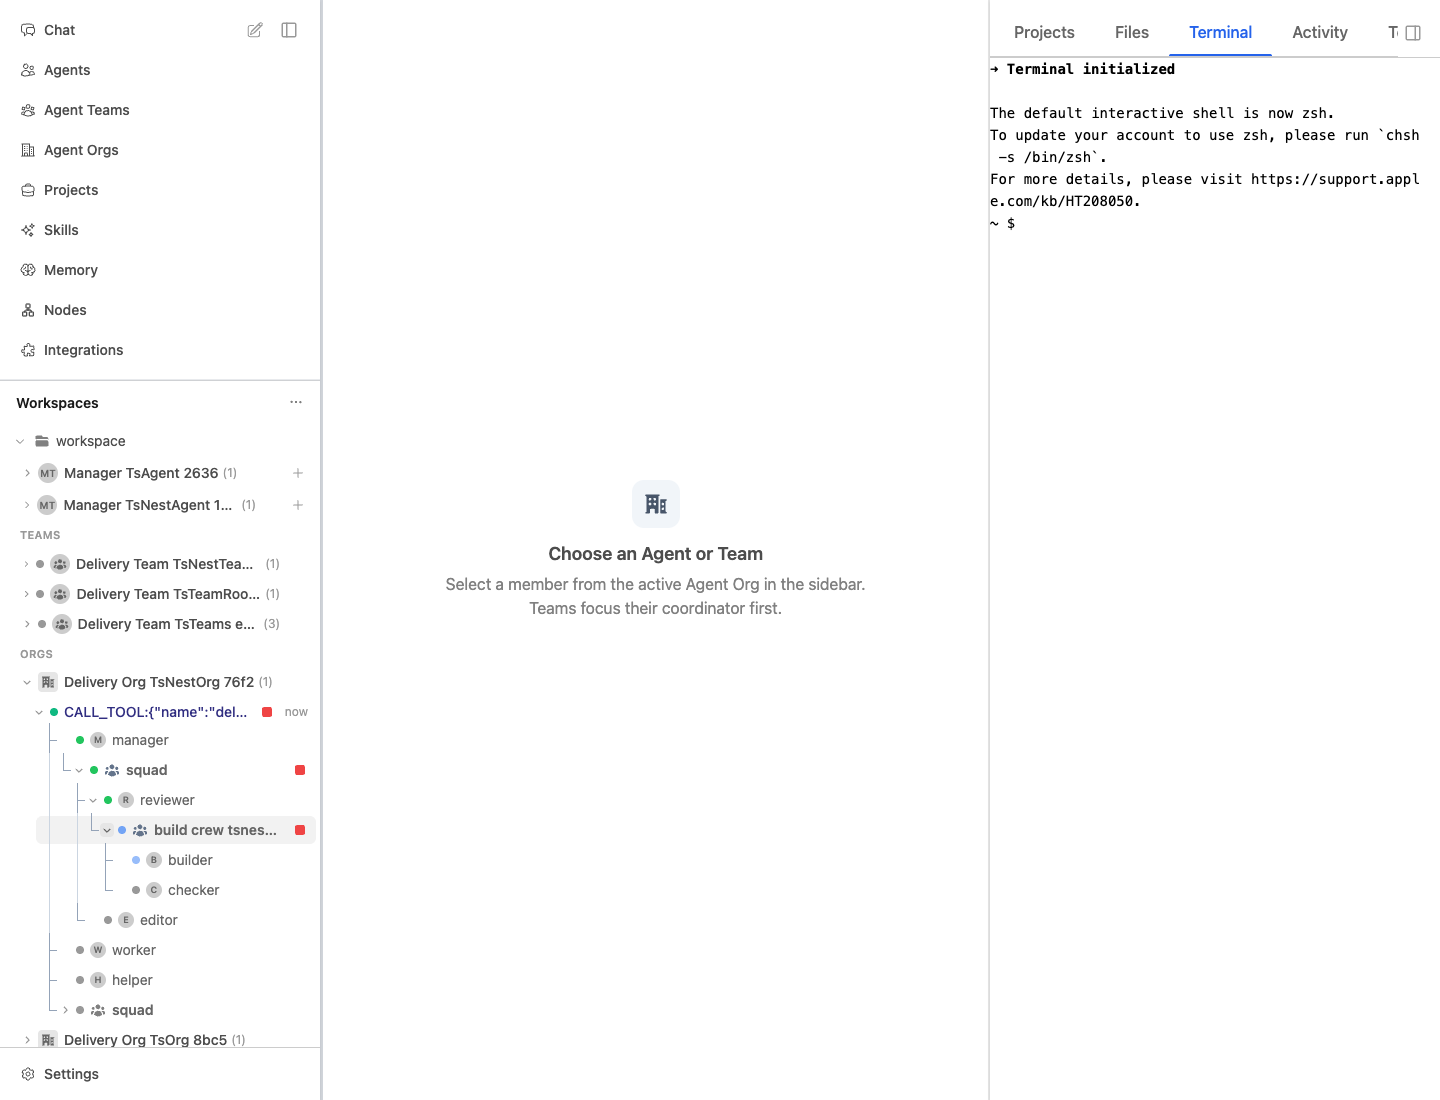 Chat
Agents
Agent Teams
Agent Orgs
Projects
Skills
Memory
Nodes
Integrations
Workspaces
workspace
MT Manager TsAgent 2636 (1)
MT Manager TsNestAgent 1... (1)
TEAMS
Delivery Team TsNestTea... (1)
Delivery Team TsTeamRoo... (1)
Delivery Team TsTeams e... (3)
ORGS
Delivery Org TsNestOrg 76f2 (1)
CALL_TOOL:{"name":"del... now
M manager
squad
R reviewer
build crew tsnes...
B builder
C checker
E editor
W worker
H helper
squad
Delivery Org TsOrg 8bc5 (1)
Settings
Choose an Agent or Team
Select a member from the active Agent Org in the sidebar.
Teams focus their coordinator first.
Projects Files Terminal Activity
→ Terminal initialized
The default interactive shell is now zsh.
To update your account to use zsh, please run `chsh
-s /bin/zsh`.
For more details, please visit https://support.appl
e.com/kb/HT208050.
~ $